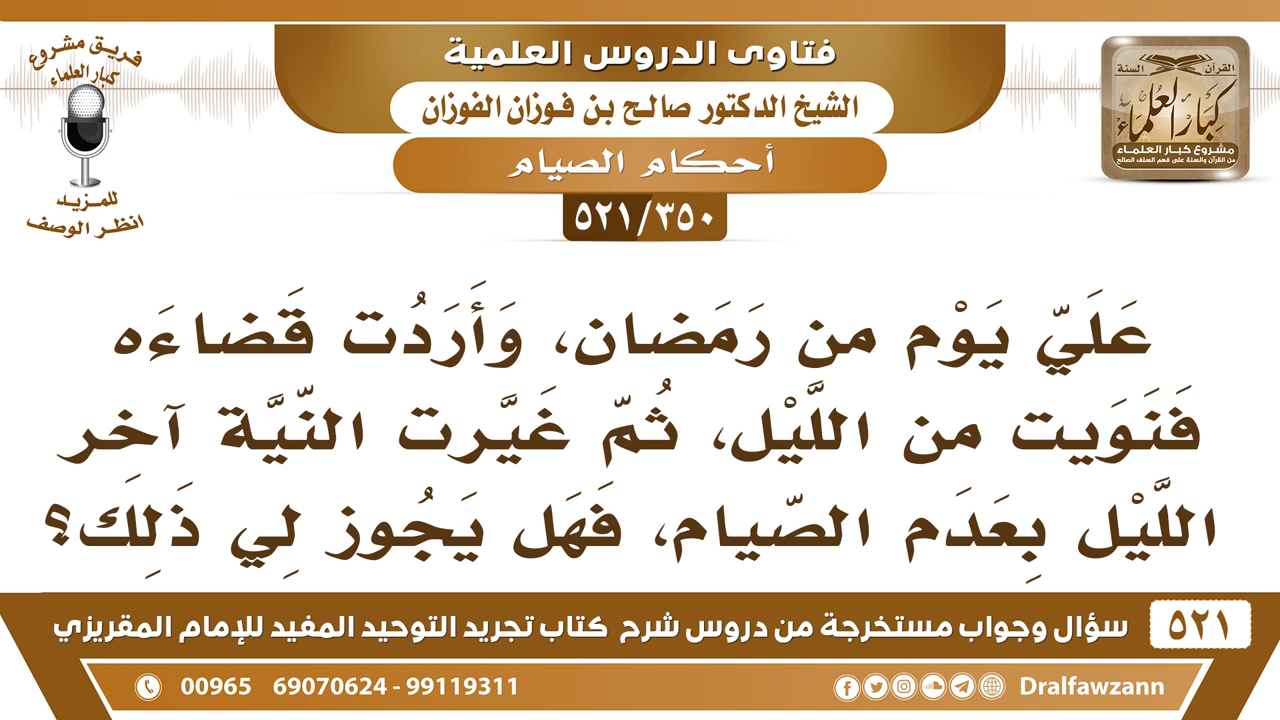 فتاوى الدروس العلمية
الشيخ الدكتور صالح بن فوزان الفوزان
أحكام الصيام
٥٢١/٣٥٠
فريق مشروع
كبار العلماء
للمزيد
انظر الوصف
القرآن السنة
كبار العلماء
مشروع كبار العلماء
من القرآن والسنة على فهم السلف الصالح
عَلَيّ يَوْم من رَمَضان، وَأَرَدُت قَضاءَه
فَنَوَيت من اللَّيْل، ثُمّ غَيَّرت النّيَّة آخر
اللَّيْل بِعَدَم الصّيام، فَهَل يَجُوز لِي ذَلِك؟
٥٢١ سؤال وجواب مستخرجة من دروس شرح كتاب تجريد التوحيد المفيد للإمام المقريزي
00965 69070624 - 99119311
Dralfawzann